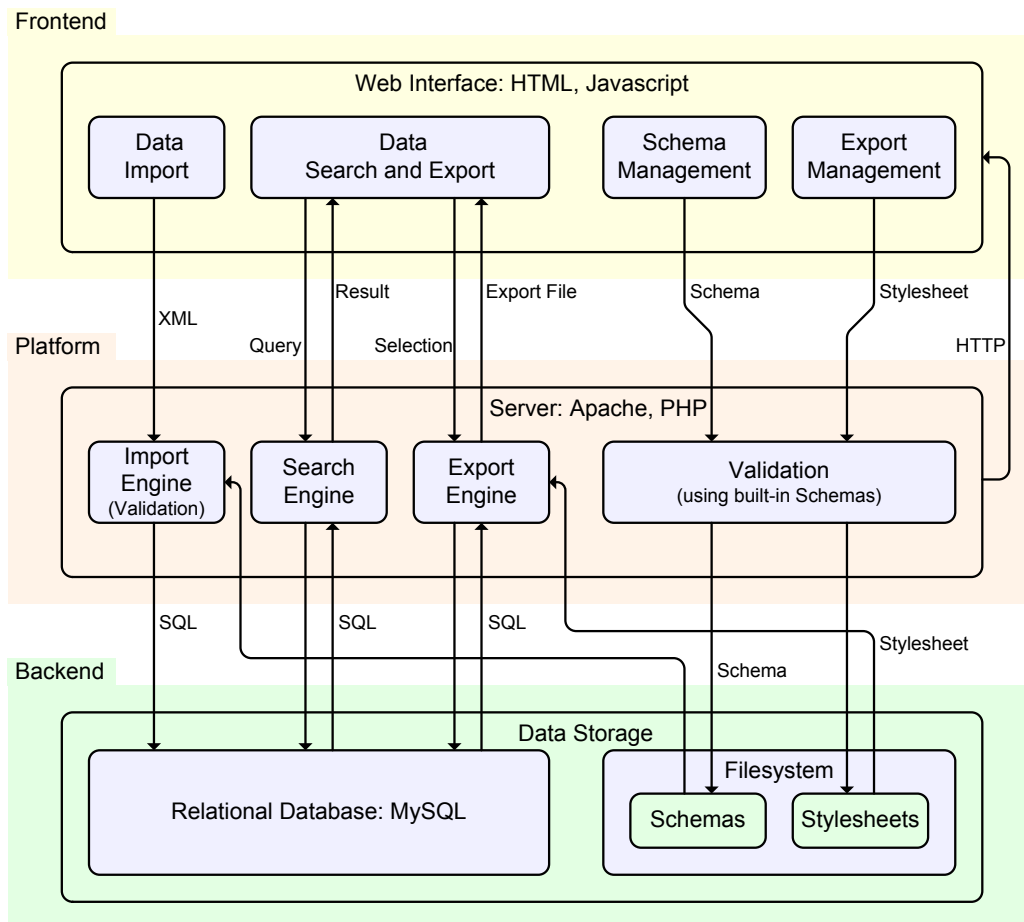 Frontend
Web Interface: HTML, Javascript
Data
Import
Data
Search and Export
Schema
Management
Export
Management
Result
Export File
Schema
Stylesheet
XML
Query
Selection
HTTP
Platform
Server: Apache, PHP
Import
Engine
(Validation)
Search
Engine
Export
Engine
Validation
(using built-in Schemas)
SQL
SQL
SQL
Stylesheet
Schema
Backend
Data Storage
Relational Database: MySQL
Filesystem
Schemas
Stylesheets